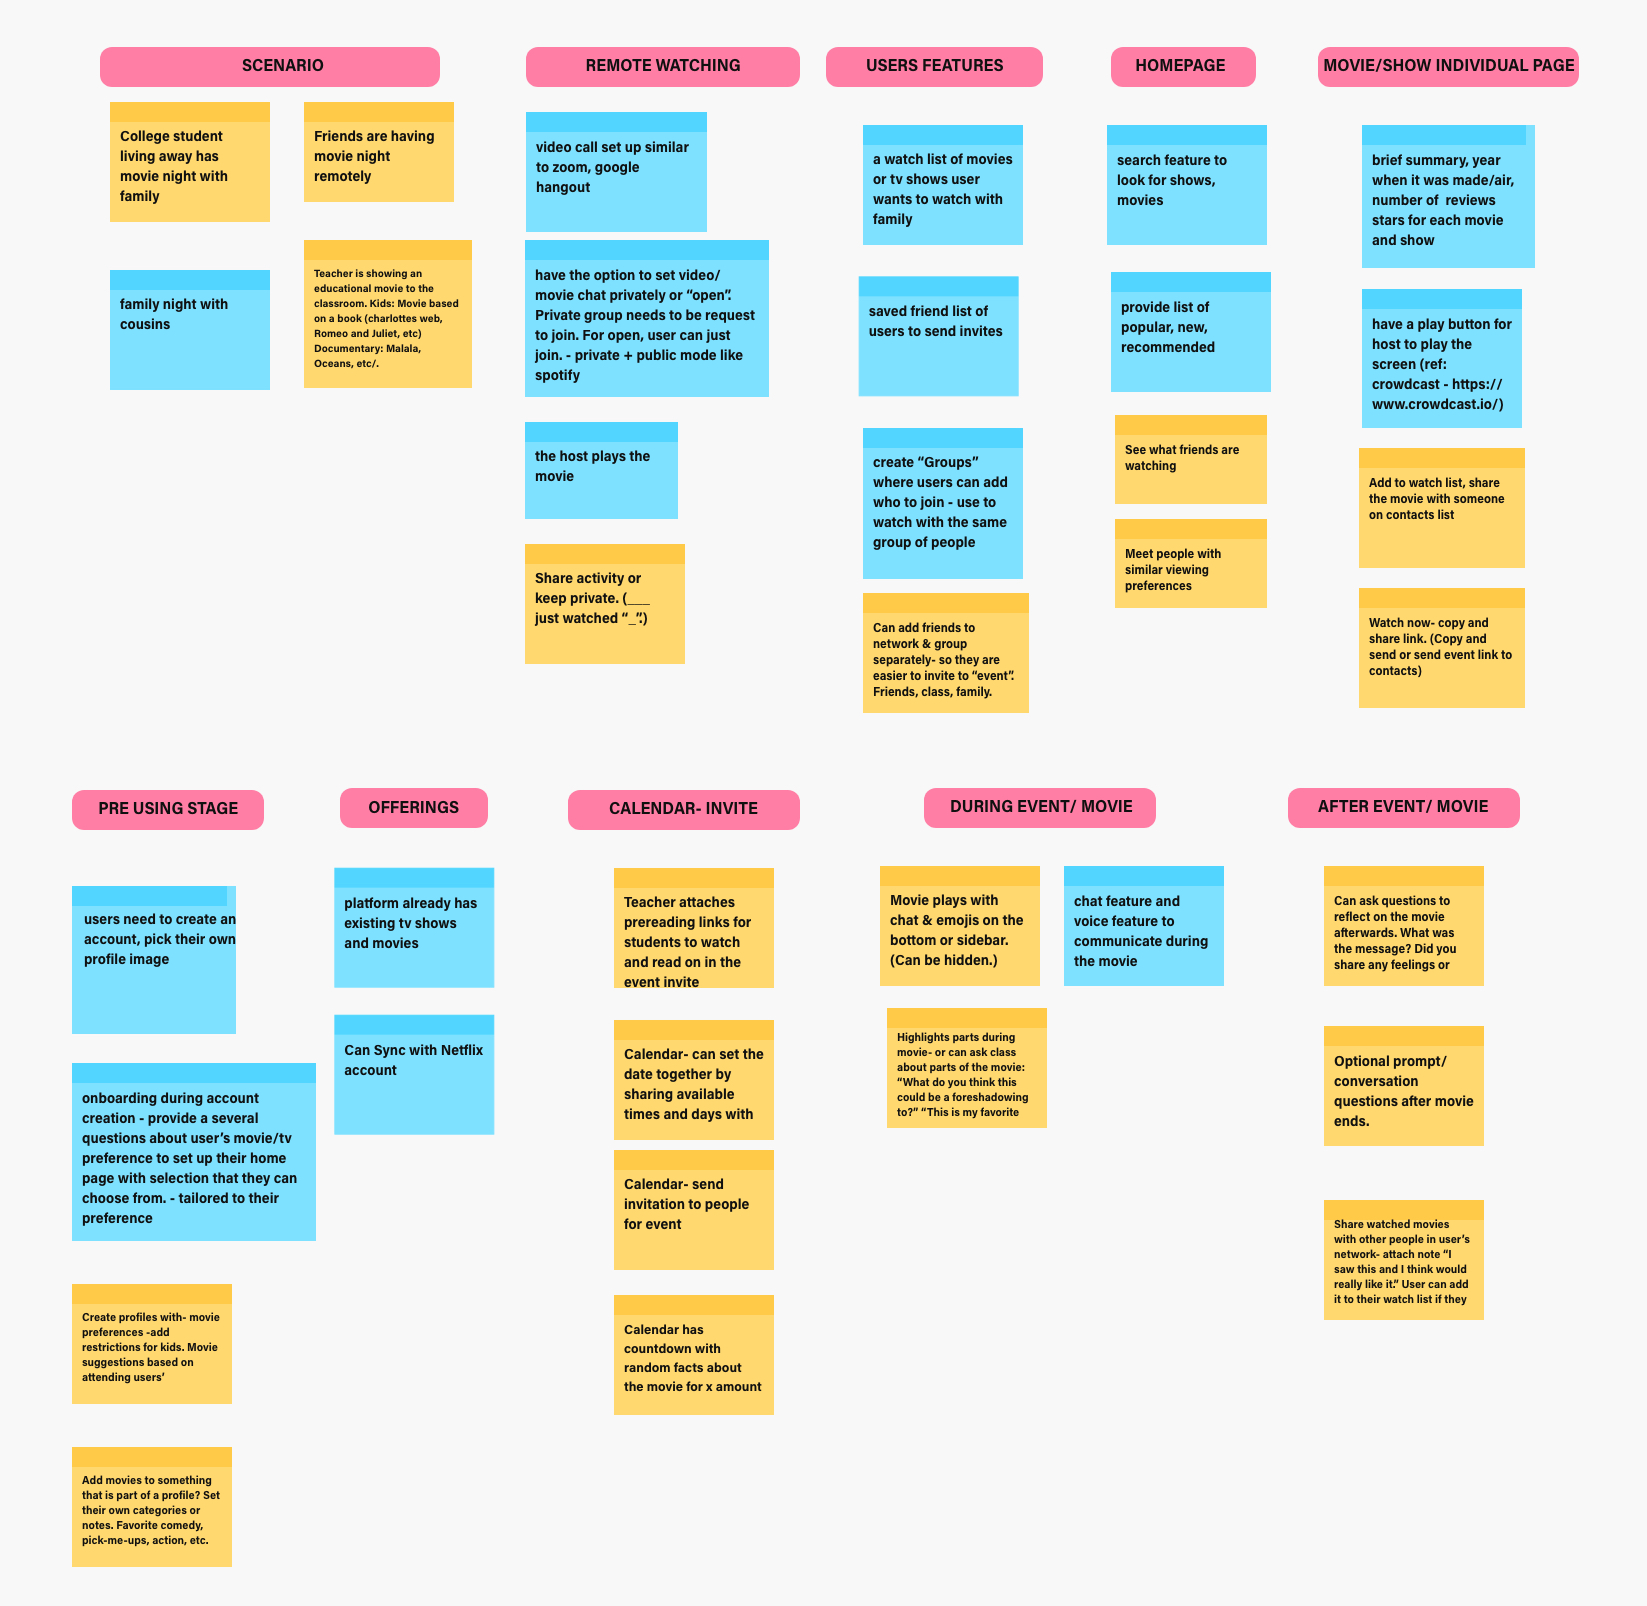 SCENARIO
College student
living away has
movie night with
family
Friends are having
movie night
remotely
family night with
cousins
Teacher is showing an
educational movie to the
classroom. Kids: Movie based
on a book (charlottes web,
Romeo and Juliet, etc)
Documentary: Malala,
Oceans, etc/.
REMOTE WATCHING
video call set up similar
to zoom, google
hangout
have the option to set video/
movie chat privately or “open”.
Private group needs to be request
to join. For open, user can just
join. - private + public mode like
spotify
the host plays the
movie
Share activity or
keep private. (___
just watched “_”.)
USERS FEATURES
a watch list of movies
or tv shows user
wants to watch with
family
saved friend list of
users to send invites
create “Groups”
where users can add
who to join - use to
watch with the same
group of people
Can add friends to
network & group
separately- so they are
easier to invite to “event”.
Friends, class, family.
HOMEPAGE
search feature to
look for shows,
movies
provide list of
popular, new,
recommended
See what friends are
watching
Meet people with
similar viewing
preferences
MOVIE/SHOW INDIVIDUAL PAGE
brief summary, year
when it was made/air,
number of  reviews
stars for each movie
and show
have a play button for
host to play the
screen (ref:
crowdcast - https://
www.crowdcast.io/)
Add to watch list, share
the movie with someone
on contacts list
Watch now- copy and
share link. (Copy and
send or send event link to
contacts)
PRE USING STAGE
users need to create an
account, pick their own
profile image
onboarding during account
creation - provide a several
questions about user’s movie/tv
preference to set up their home
page with selection that they can
choose from. - tailored to their
preference
Create profiles with- movie
preferences -add
restrictions for kids. Movie
suggestions based on
attending users’
Add movies to something
that is part of a profile? Set
their own categories or
notes. Favorite comedy,
pick-me-ups, action, etc.
OFFERINGS
platform already has
existing tv shows
and movies
Can Sync with Netflix
account
CALENDAR- INVITE
Teacher attaches
prereading links for
students to watch
and read on in the
event invite
Calendar- can set the
date together by
sharing available
times and days with
Calendar- send
invitation to people
for event
Calendar has
countdown with
random facts about
the movie for x amount
DURING EVENT/ MOVIE
Movie plays with
chat & emojis on the
bottom or sidebar.
(Can be hidden.)
chat feature and
voice feature to
communicate during
the movie
Highlights parts during
movie- or can ask class
about parts of the movie:
“What do you think this
could be a foreshadowing
to?” “This is my favorite
AFTER EVENT/ MOVIE
Can ask questions to
reflect on the movie
afterwards. What was
the message? Did you
share any feelings or
Optional prompt/
conversation
questions after movie
ends.
Share watched movies
with other people in user’s
network- attach note “I
saw this and I think would
really like it.” User can add
it to their watch list if they